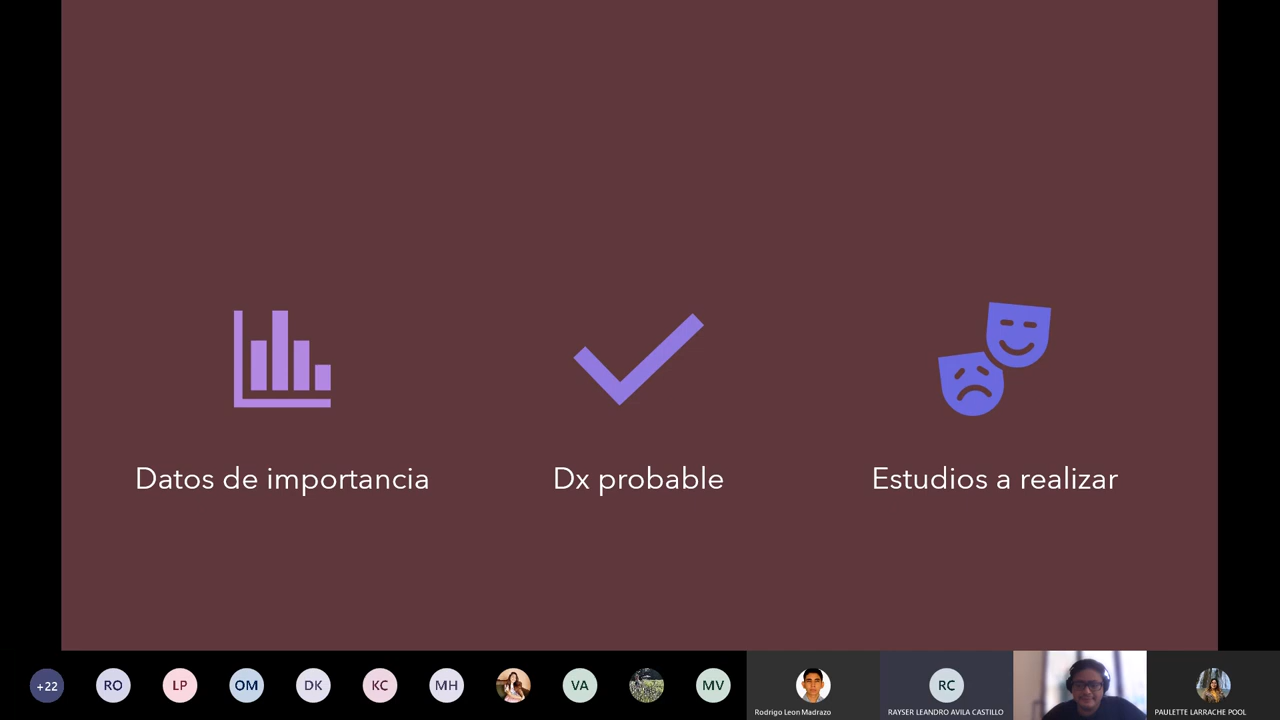 Datos de importancia
Dx probable
Estudios a realizar
+22
RO
LP
OM
DK
KC
MH
VA
MV
Rodrigo Leon Madrazo
RC
RAYSER LEANDRO AVILA CASTILLO
PAULETTE LARRACHE POOL